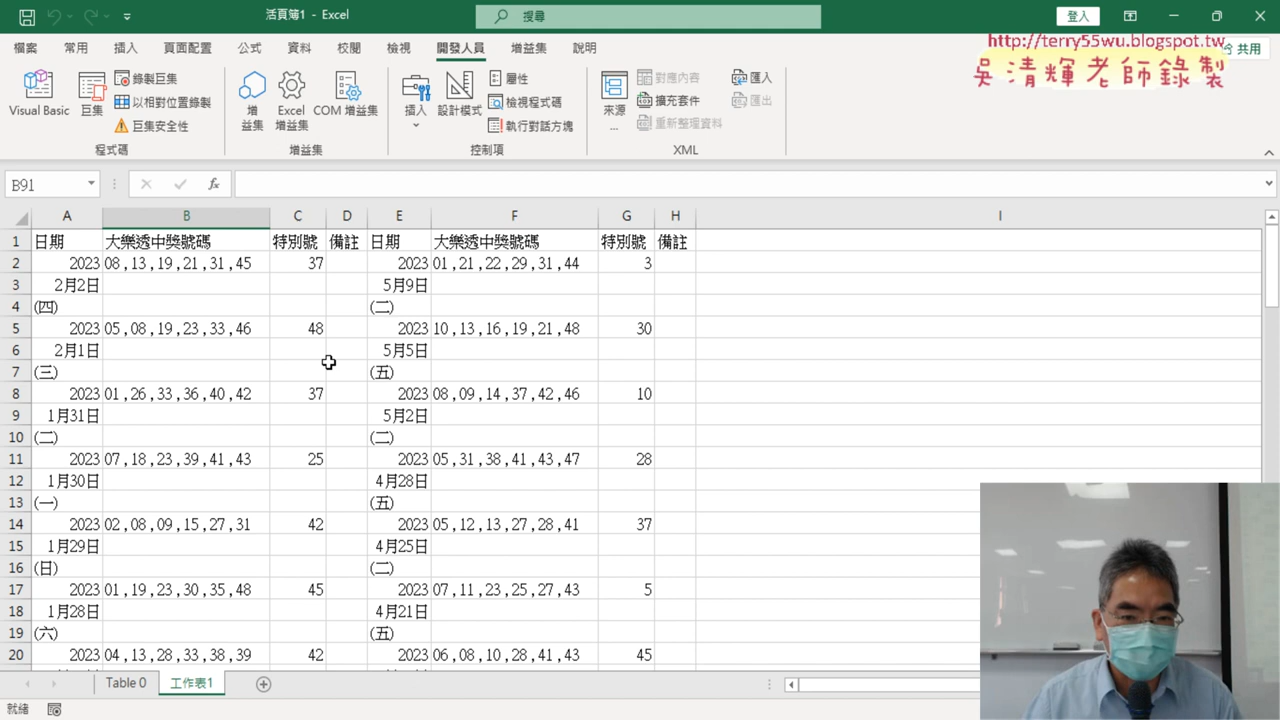 活頁簿1 - Excel
搜尋
登入
檔案 常用 插入 頁面配置 公式 資料 校閱 檢視 開發人員 增益集 說明
共用
http://terry55wu.blogspot.tw
吳清輝老師錄製
Visual Basic
巨集
錄製巨集
以相對位置錄製
巨集安全性
程式碼
增益集
Excel 增益集
COM 增益集
增益集
插入
設計模式
屬性
檢視程式碼
執行對話方塊
控制項
來源
...
對應內容
擴充套件
重新整理資料
匯入
匯出
XML
B91
fx
A B C D E F G H I
1 日期 大樂透中獎號碼 特別號 備註 日期 大樂透中獎號碼 特別號 備註
2 2023 08,13,19,21,31,45 37 2023 01,21,22,29,31,44 3
3 2月2日 5月9日
4 (四) (二)
5 2023 05,08,19,23,33,46 48 2023 10,13,16,19,21,48 30
6 2月1日 5月5日
7 (三) (五)
8 2023 01,26,33,36,40,42 37 2023 08,09,14,37,42,46 10
9 1月31日 5月2日
10 (二) (二)
11 2023 07,18,23,39,41,43 25 2023 05,31,38,41,43,47 28
12 1月30日 4月28日
13 (一) (五)
14 2023 02,08,09,15,27,31 42 2023 05,12,13,27,28,41 37
15 1月29日 4月25日
16 (日) (二)
17 2023 01,19,23,30,35,48 45 2023 07,11,23,25,27,43 5
18 1月28日 4月21日
19 (六) (五)
20 2023 04,13,28,33,38,39 42 2023 06,08,10,28,41,43 45
Table 0 工作表1
就緒